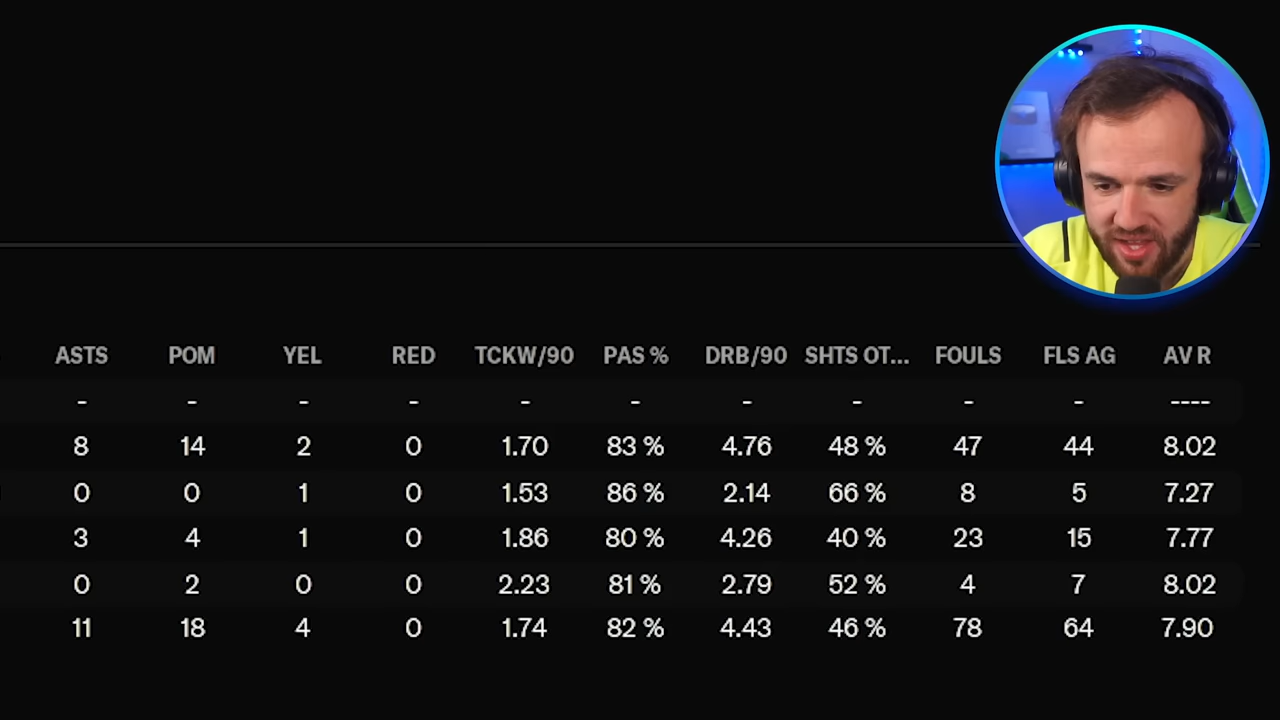 ASTS POM YEL RED TCKW/90 PAS % DRB/90 SHTS OT... FOULS FLS AG AV R
- - - - - - - - - - ----
8 14 2 0 1.70 83 % 4.76 48 % 47 44 8.02
0 0 1 0 1.53 86 % 2.14 66 % 8 5 7.27
3 4 1 0 1.86 80 % 4.26 40 % 23 15 7.77
0 2 0 0 2.23 81 % 2.79 52 % 4 7 8.02
11 18 4 0 1.74 82 % 4.43 46 % 78 64 7.90